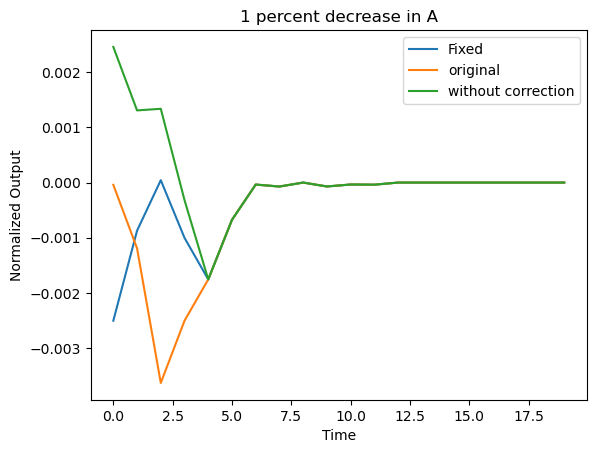 1 percent decrease in A
Fixed
original
without correction
Normalized Output
0.002
0.001
0.000
−0.001
−0.002
−0.003
0.0 2.5 5.0 7.5 10.0 12.5 15.0 17.5
Time